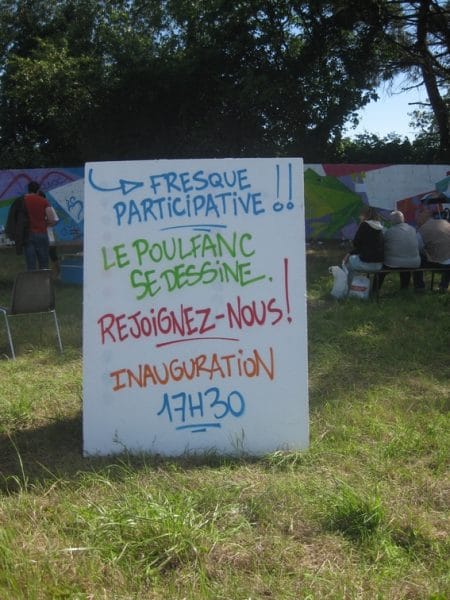 FRESQUE
PARTICIPATIVE !!
LE POULFANC
SE DESSINE.
REJOIGNEZ-NOUS!
INAUGURATION
17H30